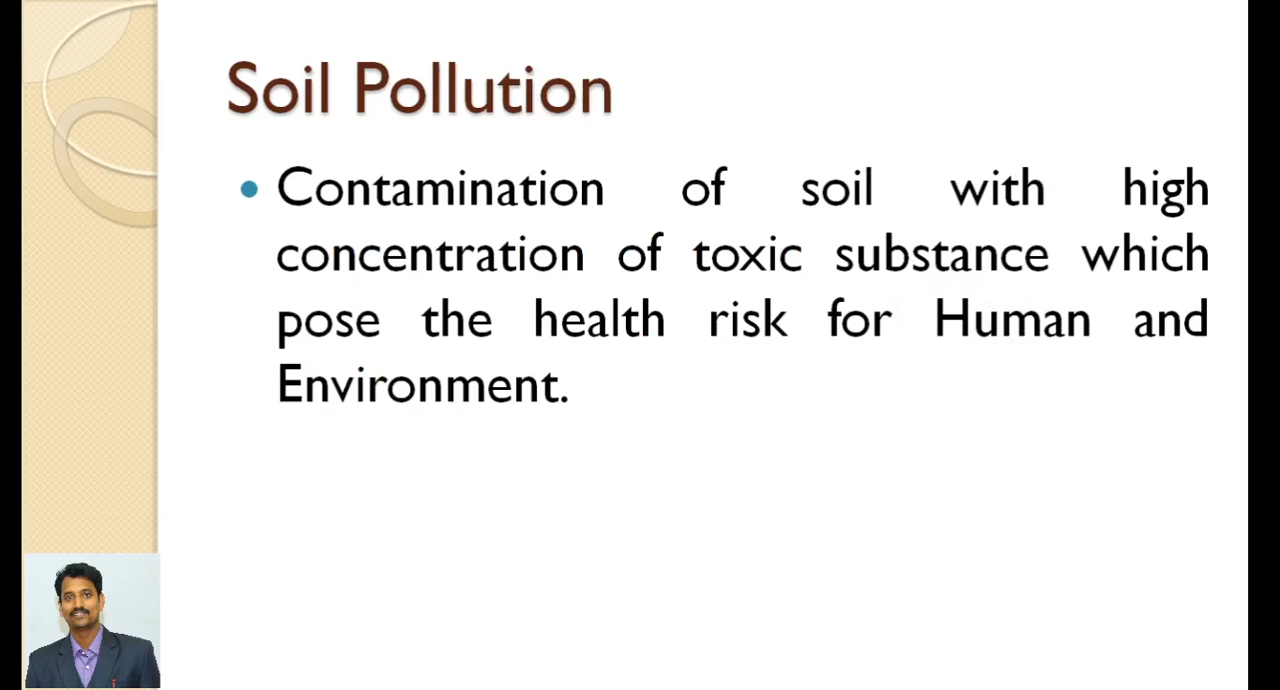 Soil Pollution
• Contamination of soil with high
concentration of toxic substance which
pose the health risk for Human and
Environment.